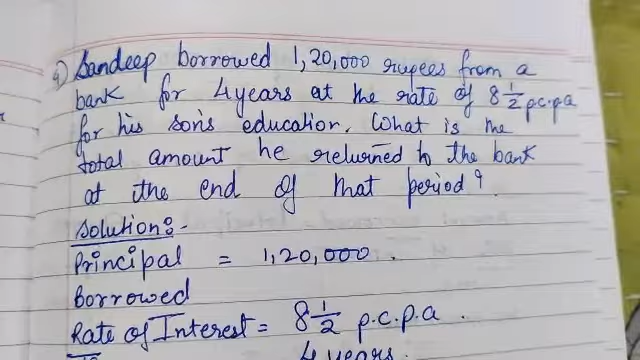 4) Sandeep borrowed 1,20,000 rupees from a
bank for 4 years at the rate of 8 1/2 p.c.p.a
for his son's education. What is the
total amount he returned to the bank
at the end of that period?
Solution:-
Principal = 1,20,000.
borrowed
Rate of Interest = 8 1/2 p.c.p.a.
4 years.